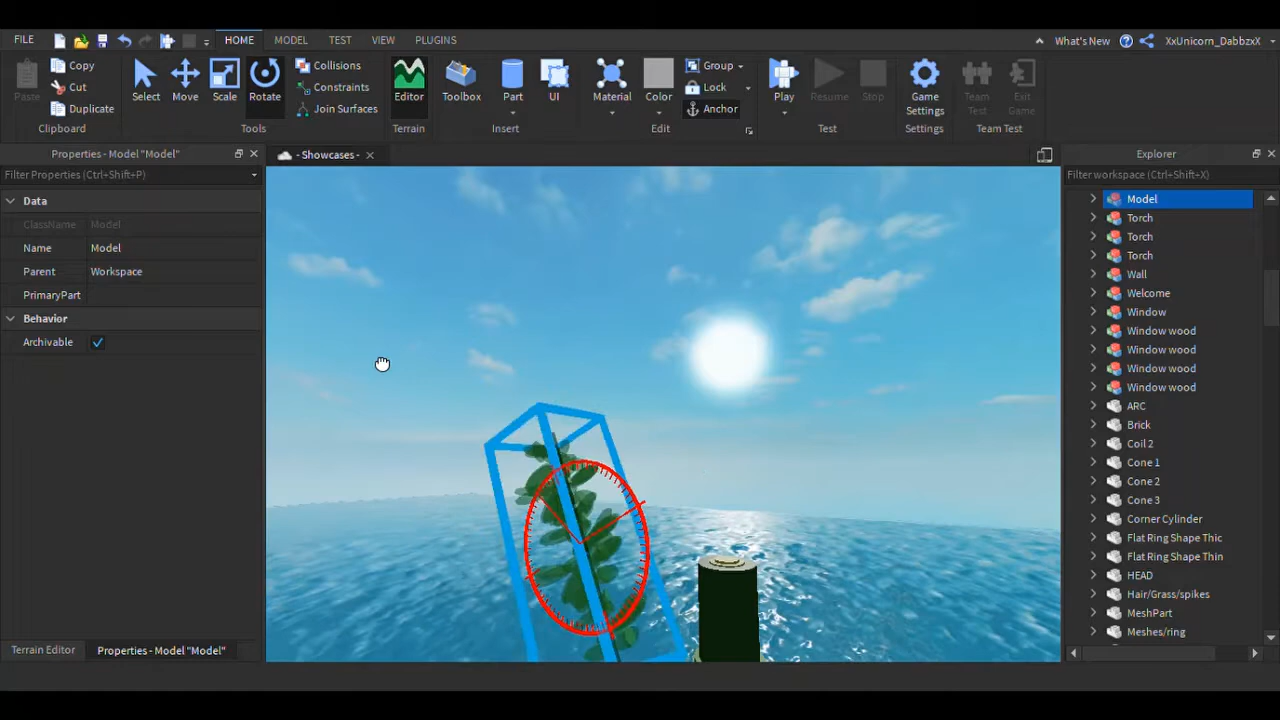 FILE HOME MODEL TEST VIEW PLUGINS What's New XxUnicorn_DabbzxX
Paste Copy Cut Duplicate Select Move Scale Rotate Collisions Constraints Join Surfaces Editor Toolbox Part UI Material Color Group Lock Anchor Play Resume Stop Game Settings Team Test Exit Game
Clipboard Tools Terrain Insert Edit Test Settings Team Test
Properties - Model "Model" - Showcases - Explorer
Filter Properties (Ctrl+Shift+P) Filter workspace (Ctrl+Shift+X)
Data
ClassName Model
Name Model
Parent Workspace
PrimaryPart
Behavior
Archivable
Model
Torch
Torch
Torch
Wall
Welcome
Window
Window wood
Window wood
Window wood
Window wood
ARC
Brick
Coil 2
Cone 1
Cone 2
Cone 3
Corner Cylinder
Flat Ring Shape Thic
Flat Ring Shape Thin
HEAD
Hair/Grass/spikes
MeshPart
Meshes/ring
Terrain Editor Properties - Model "Model"